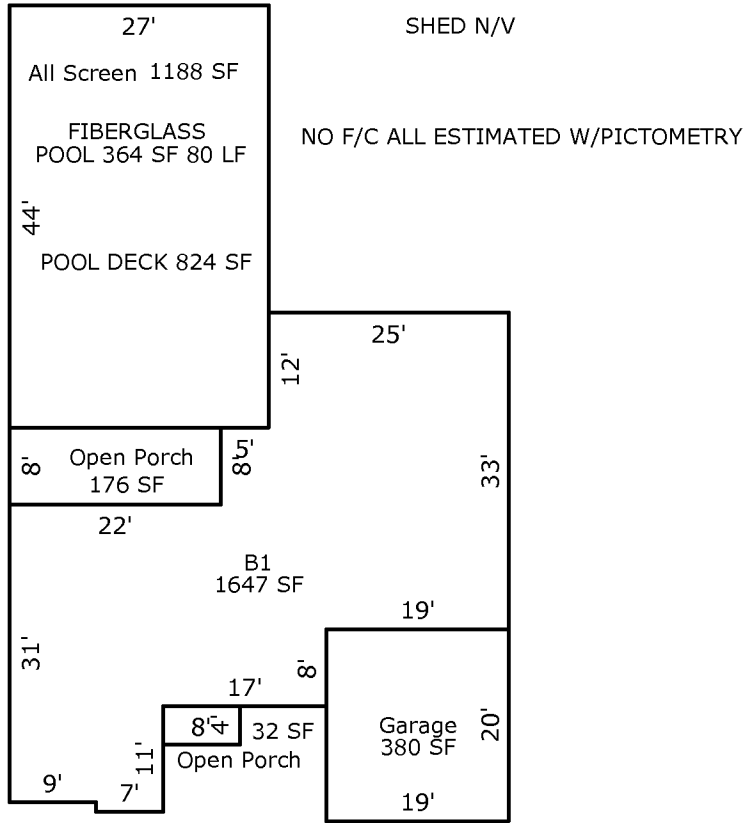 27'
SHED N/V
All Screen 1188 SF
FIBERGLASS
POOL 364 SF 80 LF
NO F/C ALL ESTIMATED W/PICTOMETRY
44'
POOL DECK 824 SF
25'
12'
8'
Open Porch
176 SF
5'
8'
33'
22'
B1
1647 SF
19'
31'
8'
17'
8'
4'
32 SF
Open Porch
Garage
380 SF
20'
11'
9'
7'
19'